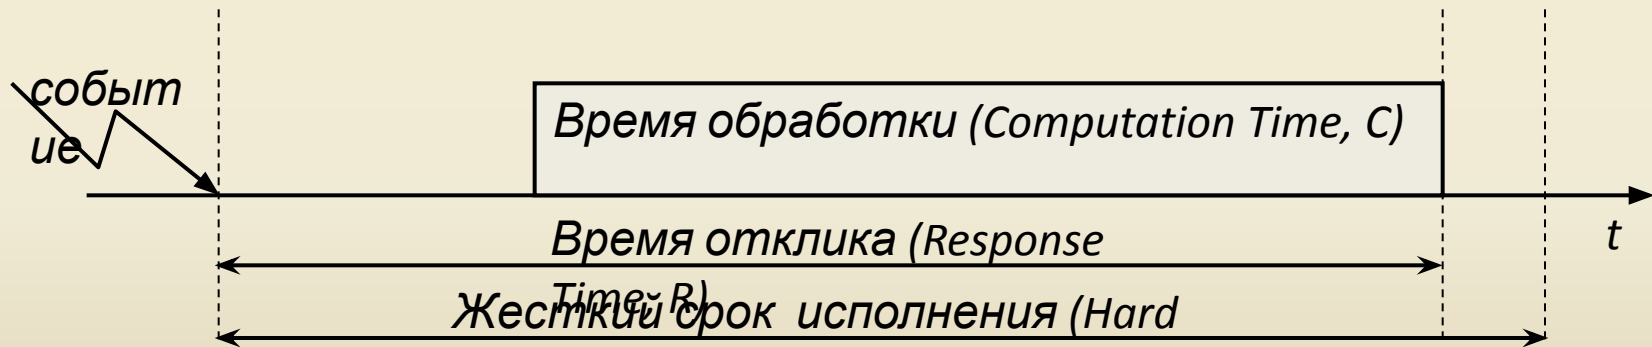 событ
ие
Время обработки (Computation Time, C)
t
Время отклика (Response
Time, R)
Жесткий срок исполнения (Hard